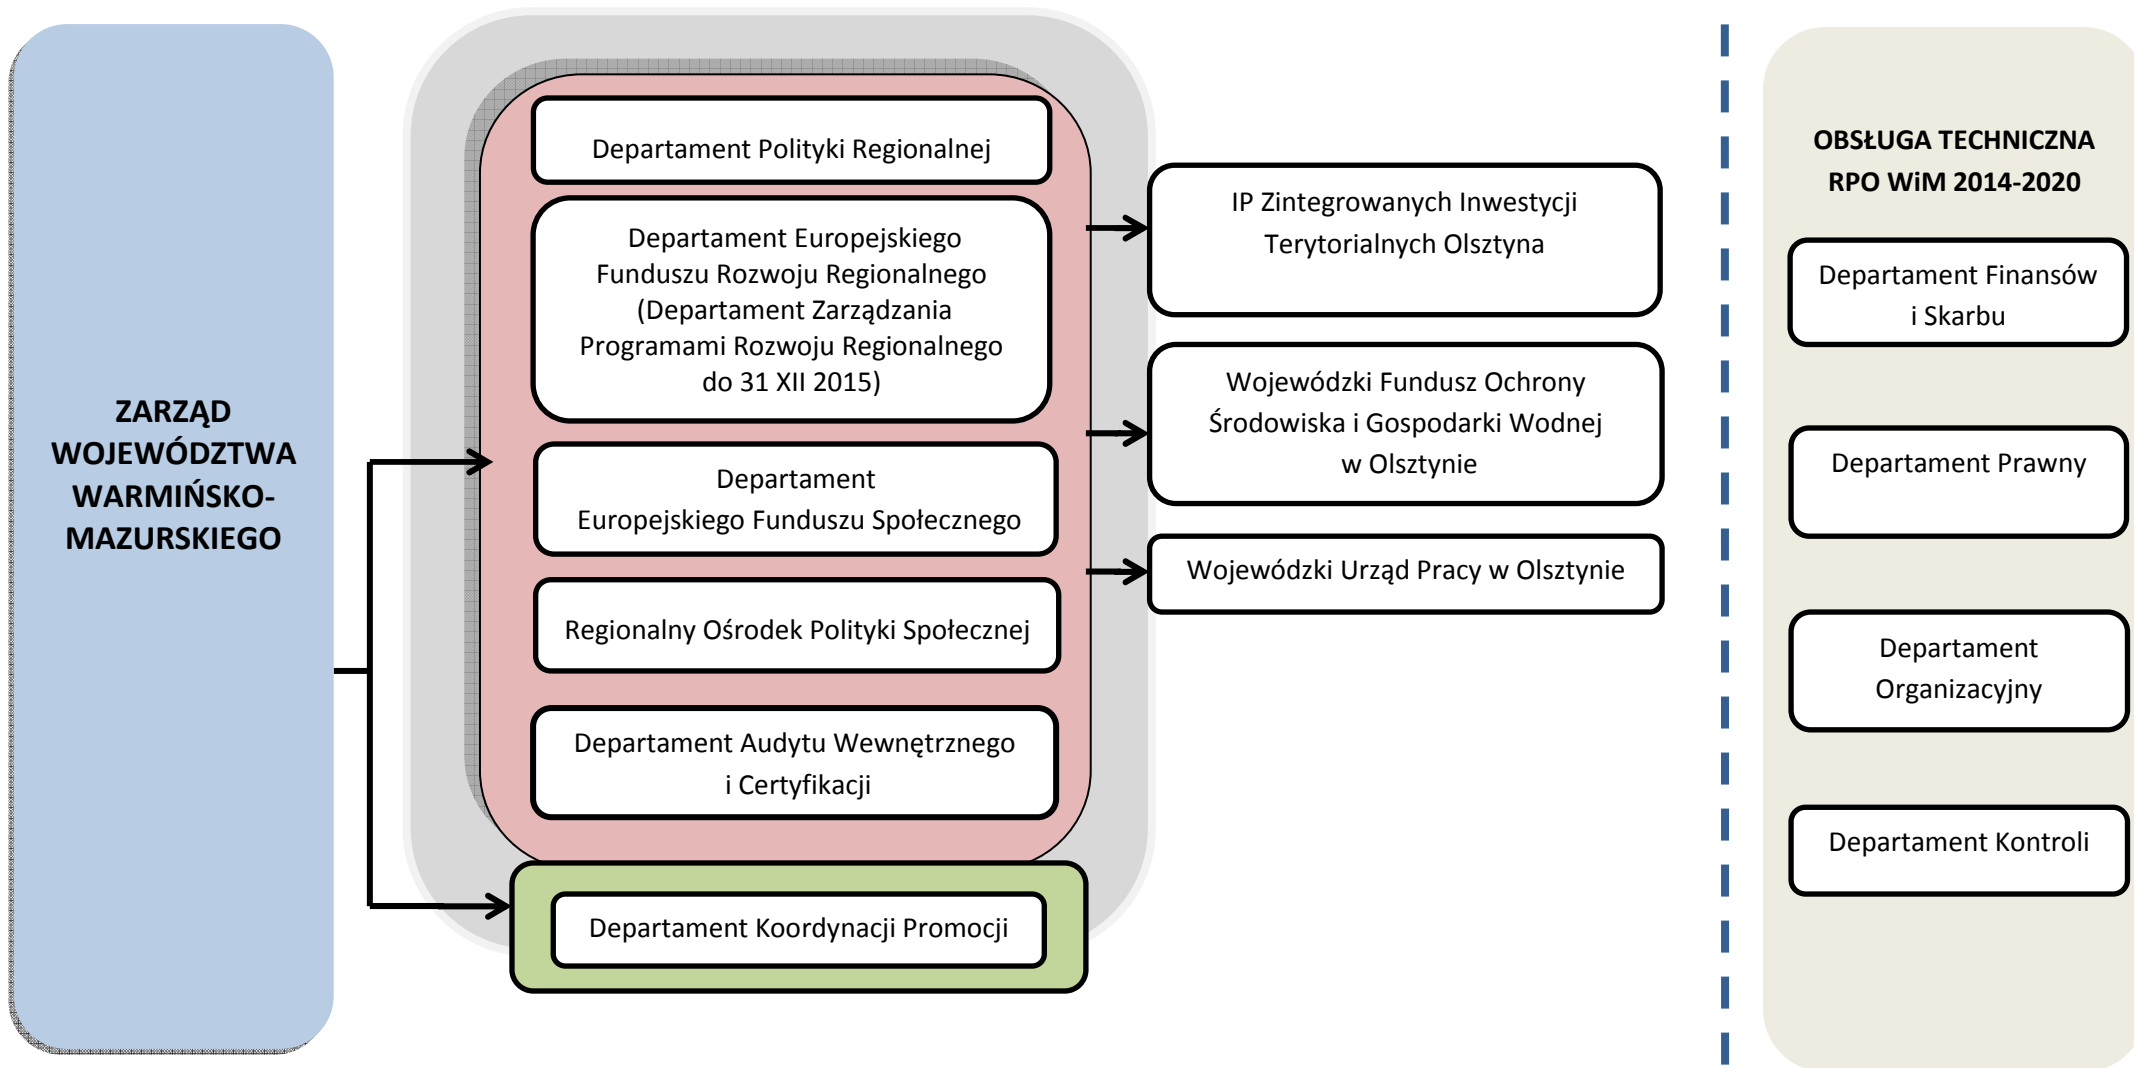 ZARZĄD
WOJEWÓDZTWA
WARMIŃSKO-
MAZURSKIEGO
Departament Polityki Regionalnej
Departament Europejskiego
Funduszu Rozwoju Regionalnego
(Departament Zarządzania
Programami Rozwoju Regionalnego
do 31 XII 2015)
Departament
Europejskiego Funduszu Społecznego
Regionalny Ośrodek Polityki Społecznej
Departament Audytu Wewnętrznego
i Certyfikacji
Departament Koordynacji Promocji
IP Zintegrowanych Inwestycji
Terytorialnych Olsztyna
Wojewódzki Fundusz Ochrony
Środowiska i Gospodarki Wodnej
w Olsztynie
Wojewódzki Urząd Pracy w Olsztynie
OBSŁUGA TECHNICZNA
RPO WiM 2014-2020
Departament Finansów
i Skarbu
Departament Prawny
Departament
Organizacyjny
Departament Kontroli